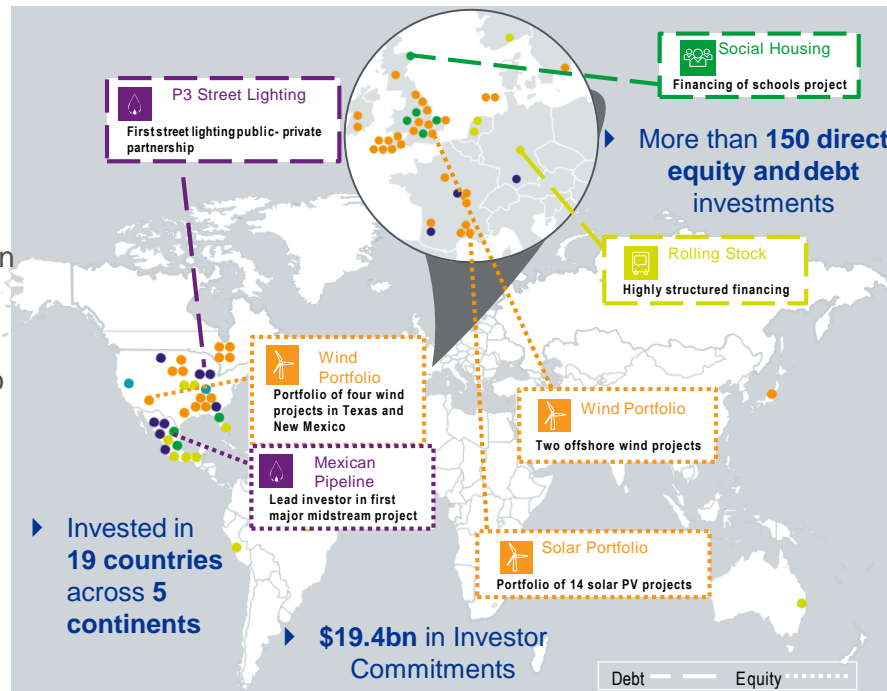 P3 Street Lighting
First street lighting public- private
partnership
Social Housing
Financing of schools project
More than 150 direct
equity and debt
investments
n
Rolling Stock
Highly structured financing
Wind
Portfolio
Portfolio of four wind
projects in Texas and
New Mexico
Wind Portfolio
Two offshore wind projects
Mexican
Pipeline
Lead investor in first
major midstream project
Invested in
19 countries
across 5
continents
Solar Portfolio
Portfolio of 14 solar PV projects
$19.4bn in Investor
Commitments
Debt Equity